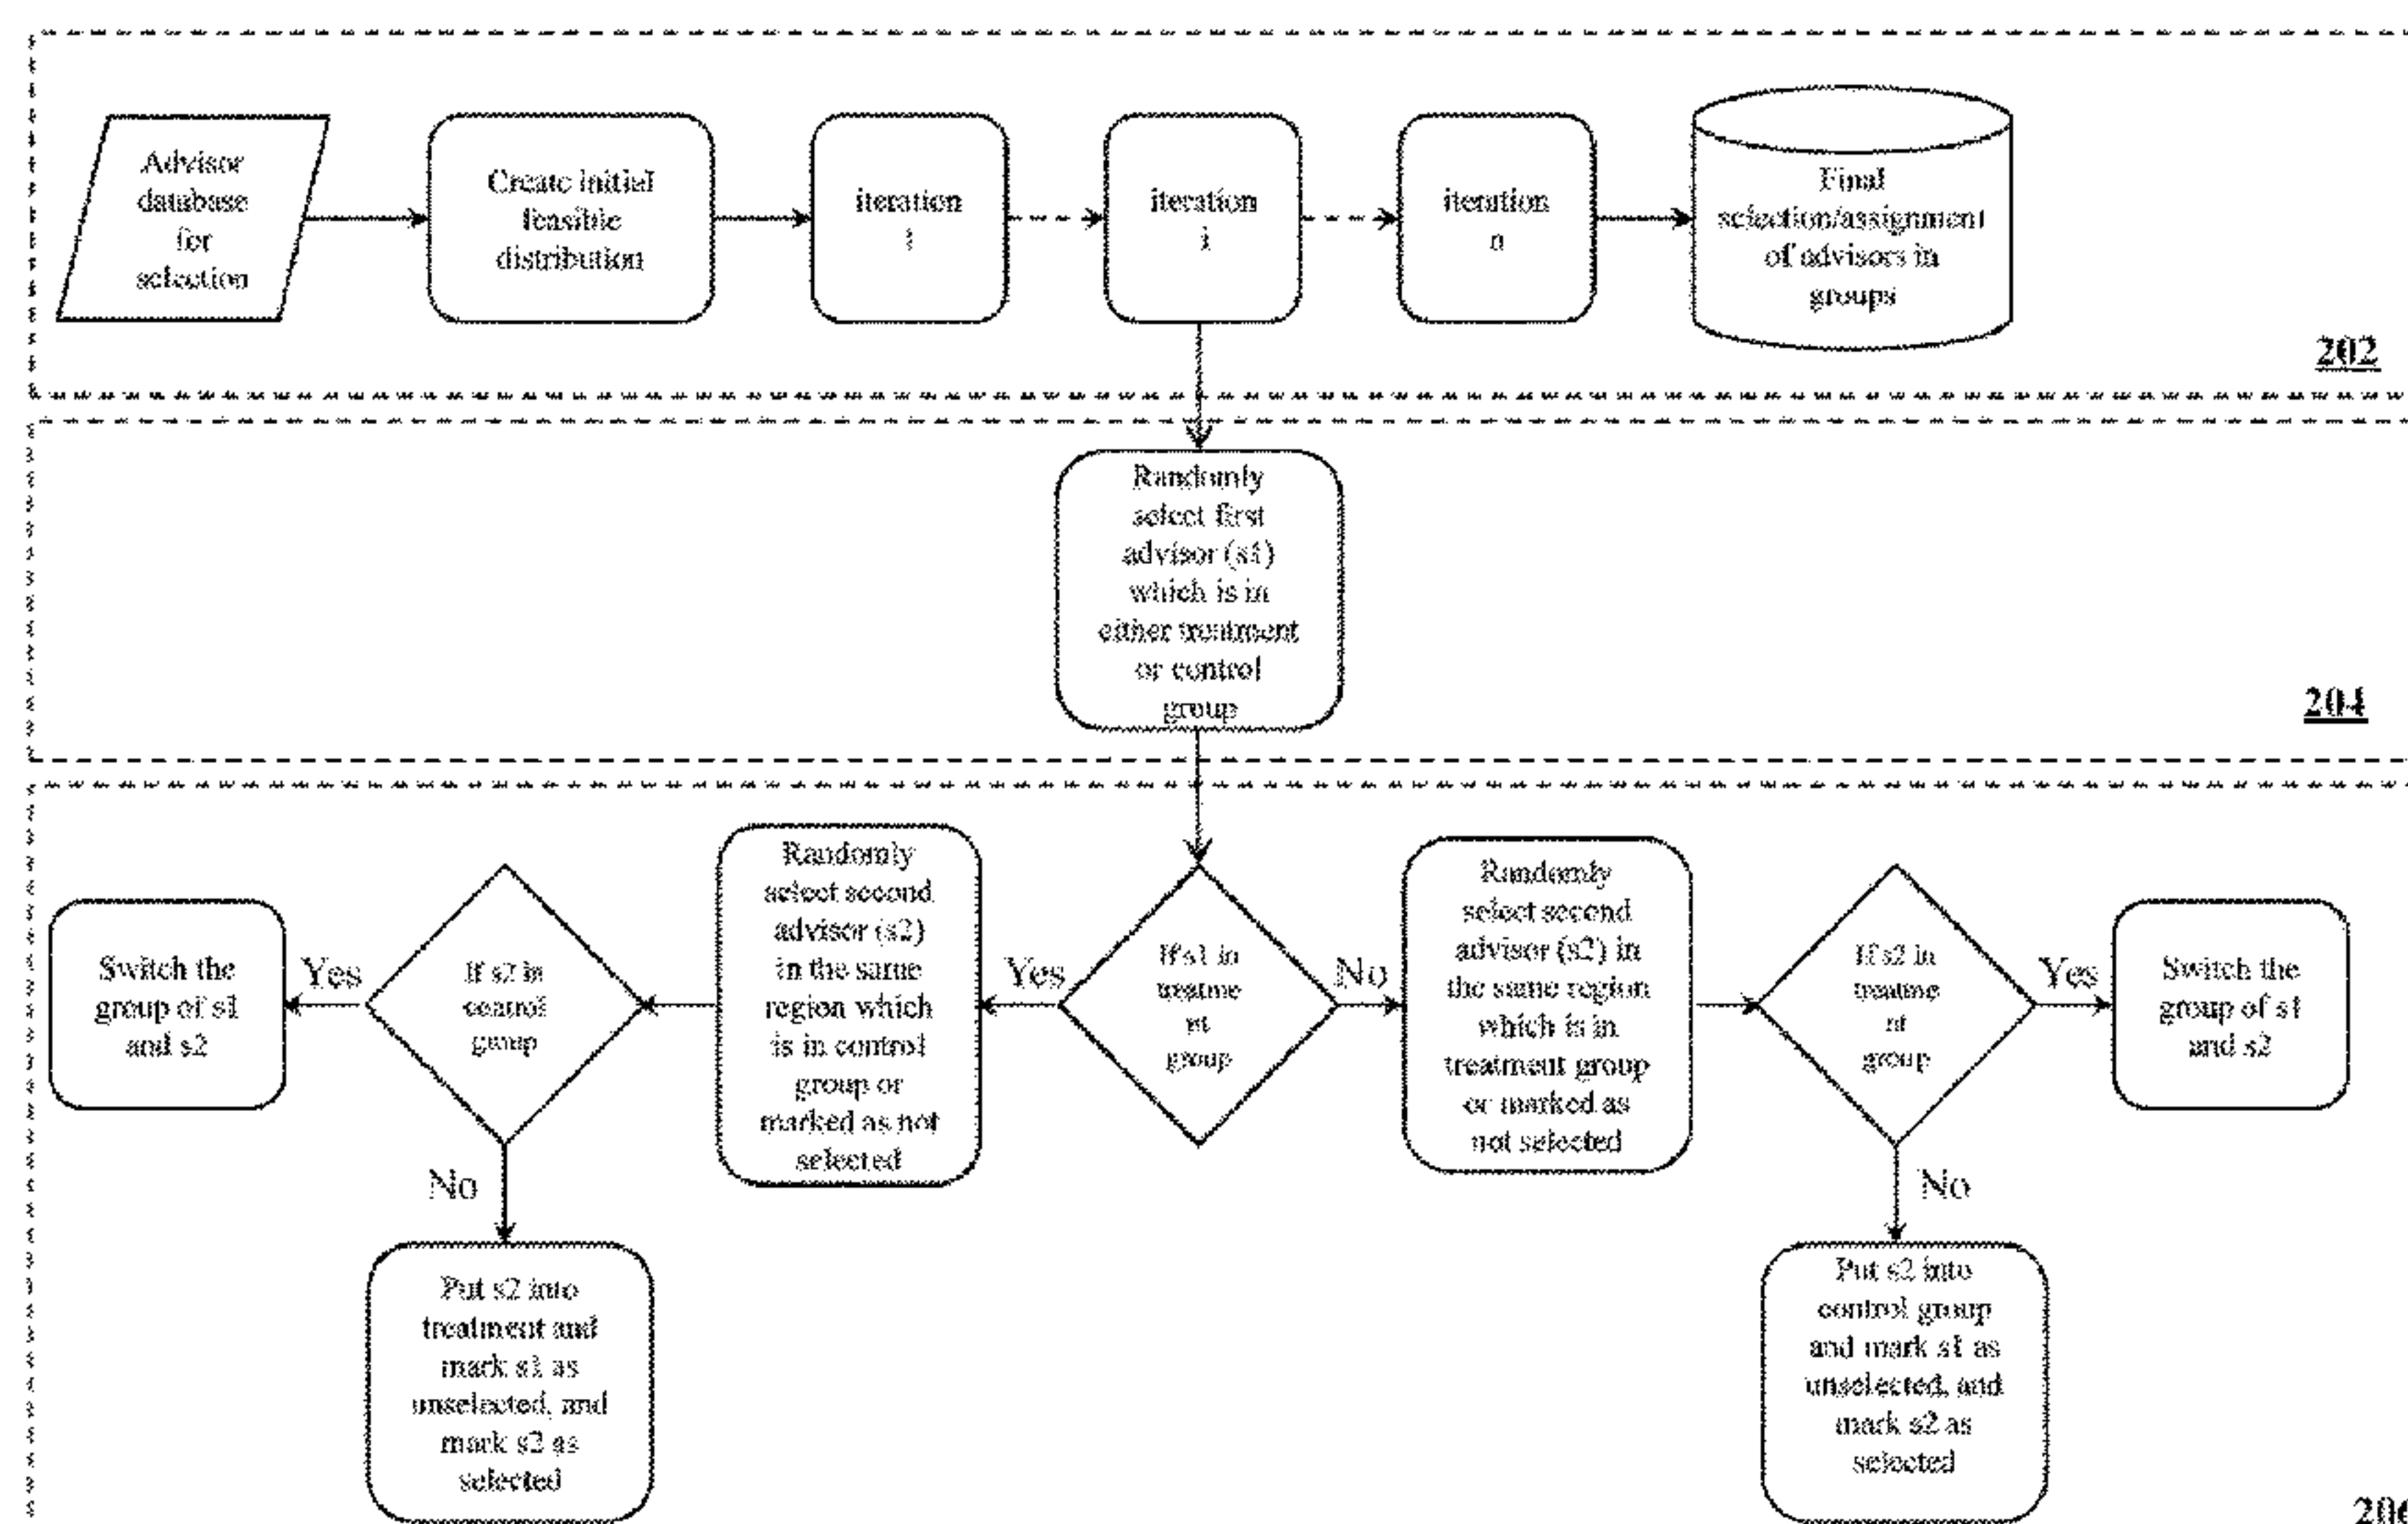 Advisor
database
for
selection
Create initial
feasible
distribution
iteration
1
iteration
i
iteration
n
Final
selection/assignment
of advisors in
groups
202
Randomly
select first
advisor (s1)
which is in
either treatment
or control
group
204
Switch the
group of s1
and s2
Yes
If s2 in
control
group
No
Put s2 into
treatment and
mark s1 as
unselected, and
mark s2 as
selected
Randomly
select second
advisor (s2)
in the same
region which
is in control
group or
marked as not
selected
Yes
If s1 in
treatme
nt
group
No
Randomly
select second
advisor (s2) in
the same region
which is in
treatment group
or marked as
not selected
If s2 in
treatme
nt
group
Yes
Switch the
group of s1
and s2
No
Put s2 into
control group
and mark s1 as
unselected, and
mark s2 as
selected
206